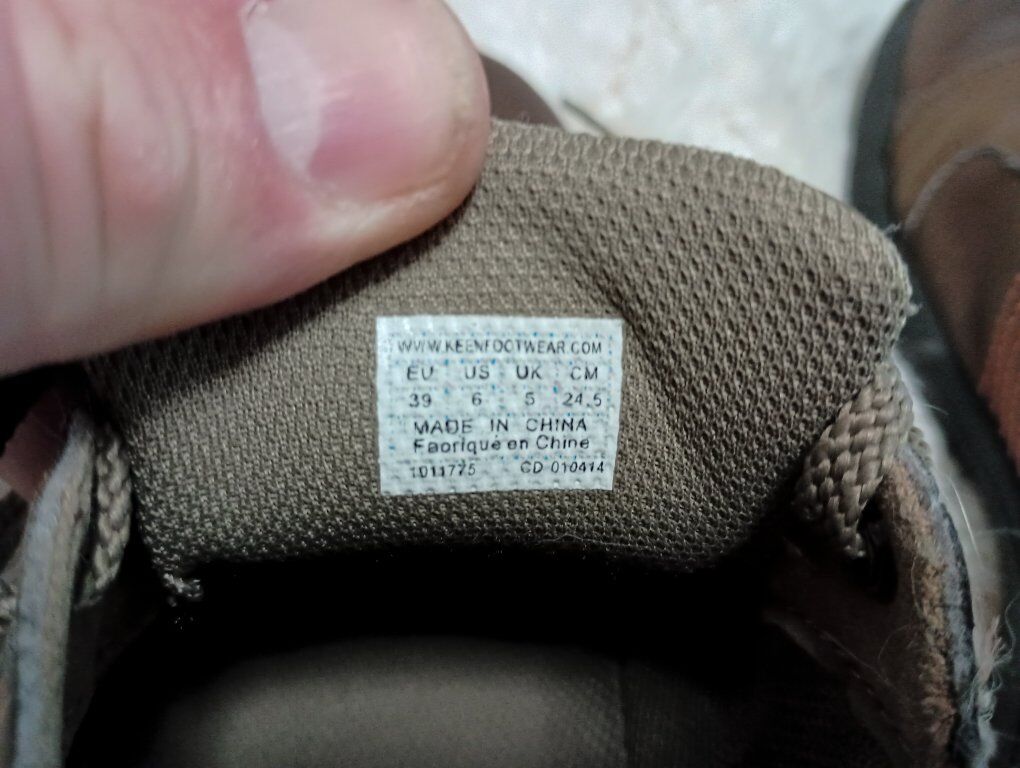 WWW.KEENFOOTWEAR.COM
EU US UK CM
39 6 5 24.5
MADE IN CHINA
Fabriqué en Chine
1011775 CD 010414